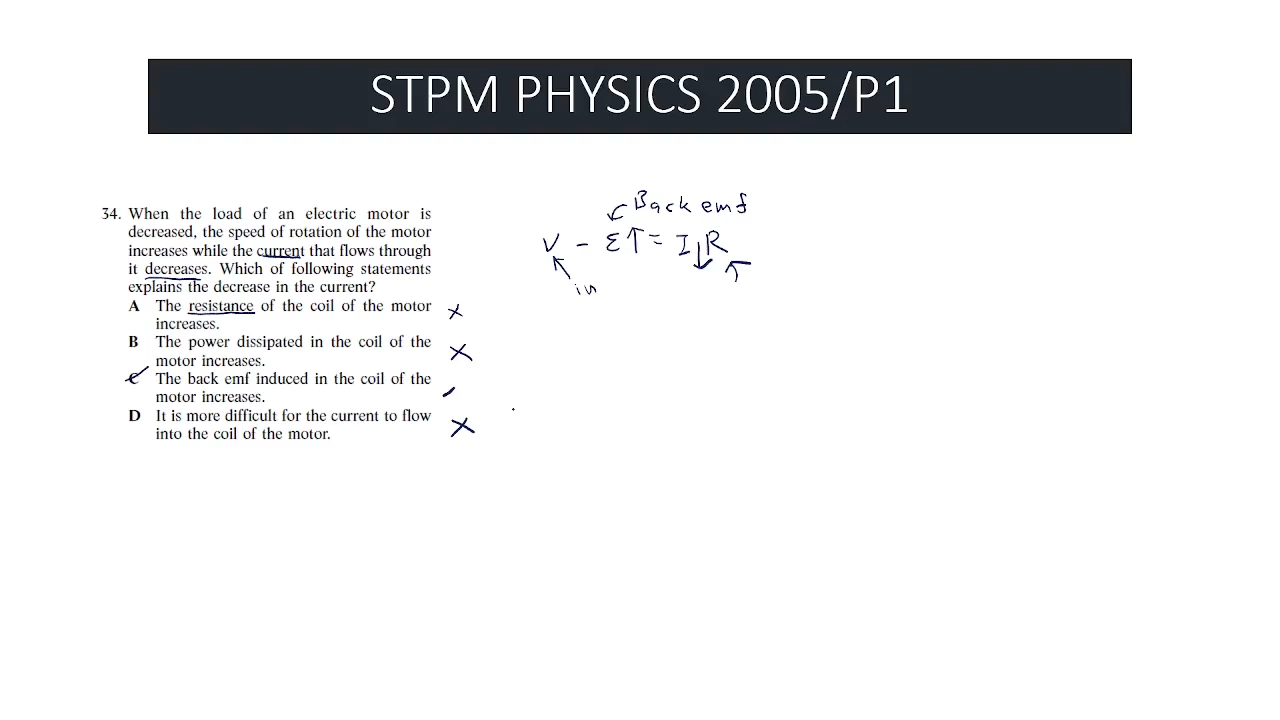 STPM PHYSICS 2005/P1
34. When the load of an electric motor is
decreased, the speed of rotation of the motor
increases while the current that flows through
it decreases. Which of following statements
explains the decrease in the current?
A The resistance of the coil of the motor
increases.
B The power dissipated in the coil of the
motor increases.
C The back emf induced in the coil of the
motor increases.
D It is more difficult for the current to flow
into the coil of the motor.
Back emf
V - ε↑ = I↓R
in